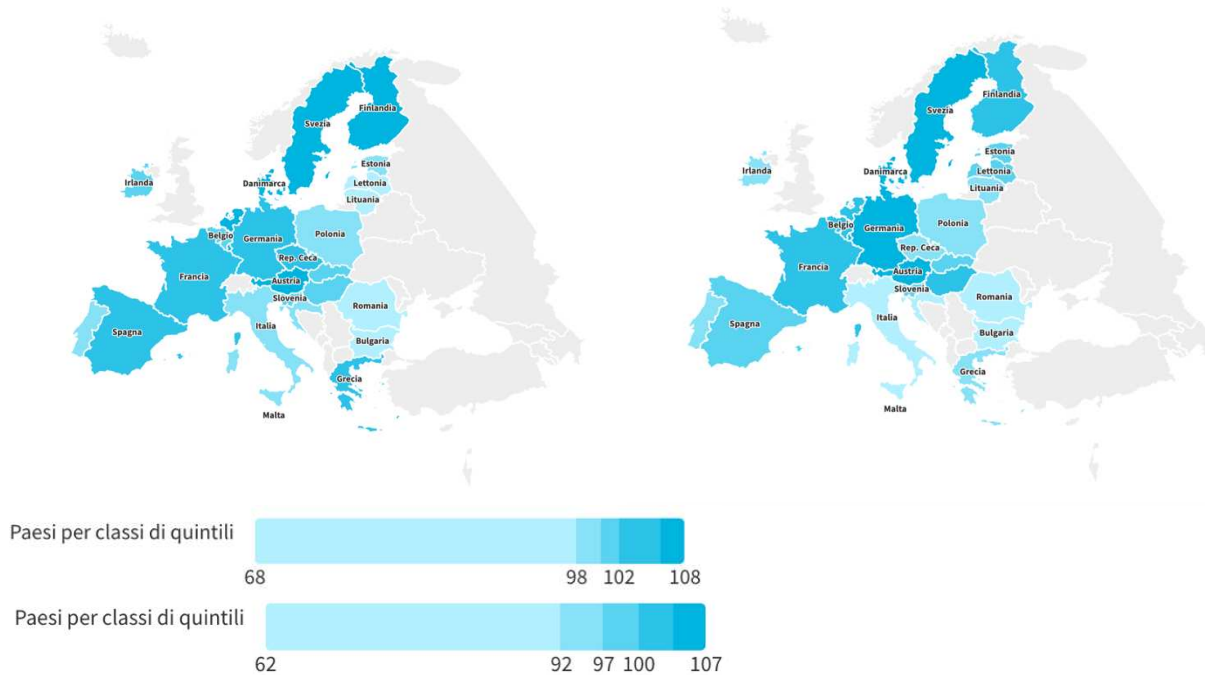 Finlandia
Svezia
Estonia
Irlanda
Danimarca
Lettonia
Lituania
Belgio
Germania
Polonia
Rep. Ceca
Francia
Austria
Slovenia
Romania
Spagna
Italia
Bulgaria
Grecia
Malta
Finlandia
Svezia
Estonia
Irlanda
Danimarca
Lettonia
Lituania
Belgio
Germania
Polonia
Rep. Ceca
Francia
Austria
Slovenia
Romania
Spagna
Italia
Bulgaria
Grecia
Malta
Paesi per classi di quintili
68 98 102 108
Paesi per classi di quintili
62 92 97 100 107